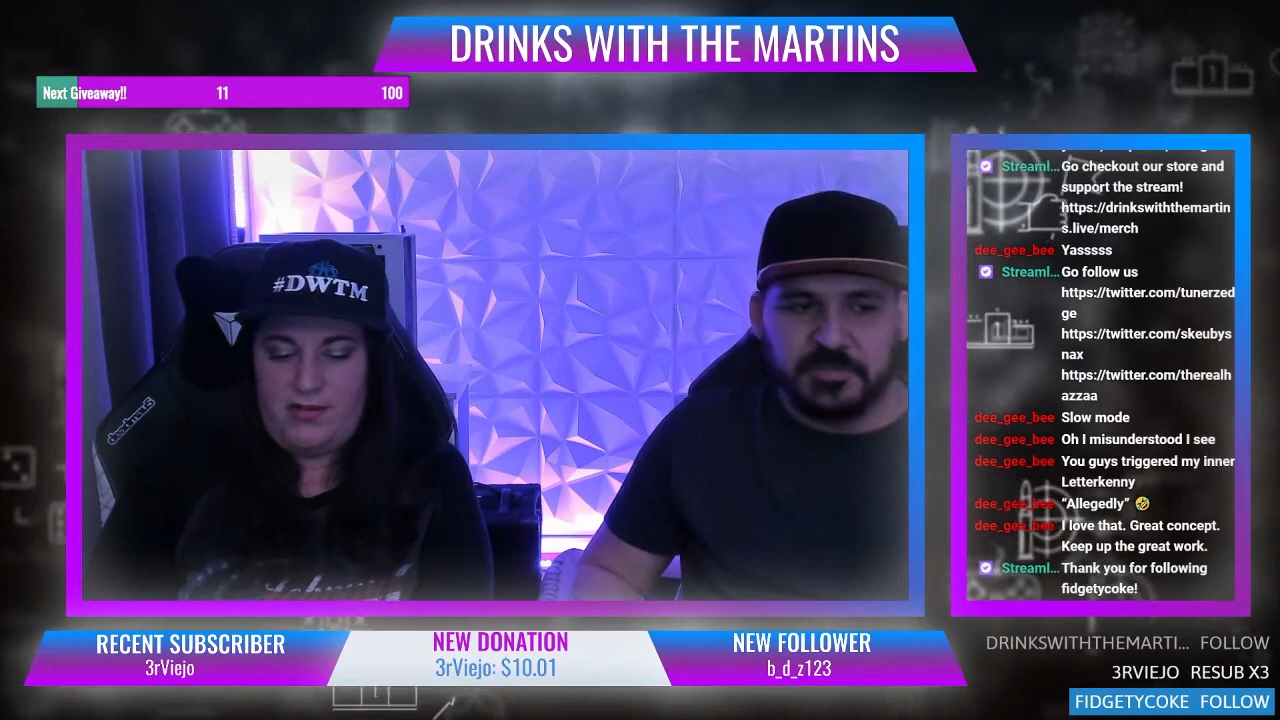 DRINKS WITH THE MARTINS
Next Giveaway!! 11 100
#DWTM
deadmau5
Streaml... Go checkout our store and
support the stream!
https://drinkswiththemartin
s.live/merch
dee_gee_bee Yasssss
Streaml... Go follow us
https://twitter.com/tunerzed
ge
https://twitter.com/skeubys
nax
https://twitter.com/therealh
azzaa
dee_gee_bee Slow mode
dee_gee_bee Oh I misunderstood I see
dee_gee_bee You guys triggered my inner
Letterkenny
dee_gee_bee “Allegedly” 🤣
dee_gee_bee I love that. Great concept.
Keep up the great work.
Streaml... Thank you for following
fidgetycoke!
RECENT SUBSCRIBER
3rViejo
NEW DONATION
3rViejo: $10.01
NEW FOLLOWER
b_d_z123
DRINKSWITHTHEMARTI... FOLLOW
3RVIEJO RESUB X3
FIDGETYCOKE FOLLOW